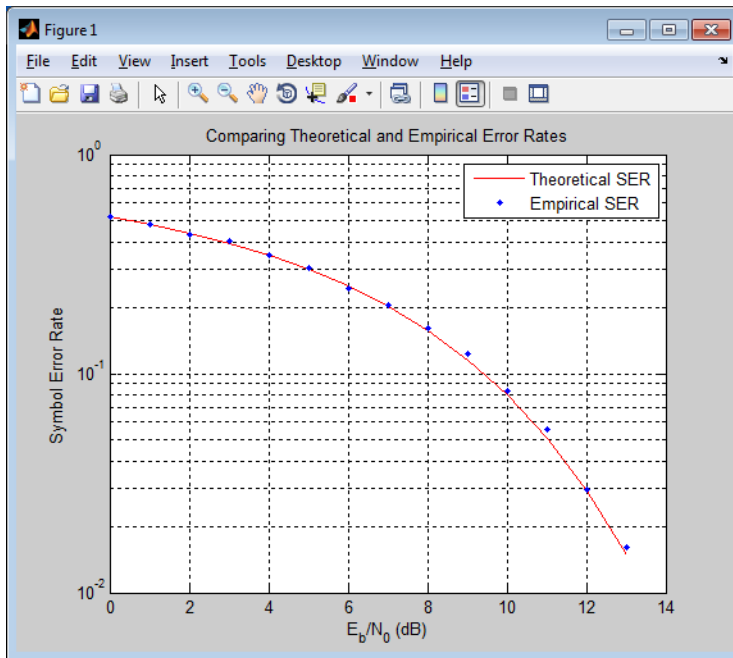 Figure 1
File Edit View Insert Tools Desktop Window Help
Comparing Theoretical and Empirical Error Rates
10^0
Theoretical SER
Empirical SER
Symbol Error Rate
10^-1
10^-2
0 2 4 6 8 10 12 14
E_b/N_0 (dB)